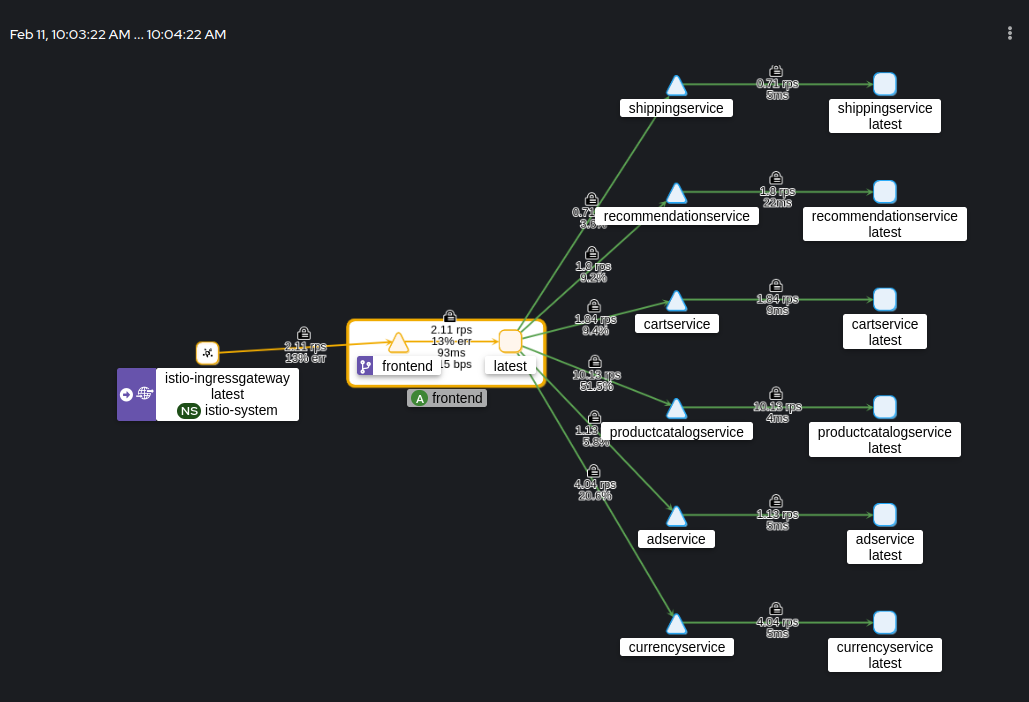 Feb 11, 10:03:22 AM ... 10:04:22 AM
shippingservice
0.71 rps
5ms
shippingservice
latest
0.71
recommendationservice
1.8 rps
22ms
recommendationservice
latest
1.8 rps
9.2%
cartservice
1.84 rps
9ms
cartservice
latest
1.84 rps
9.4%
istio-ingressgateway
latest
NS istio-system
2.11 rps
13% err
2.11 rps
13% err
93ms
15 bps
frontend
latest
A frontend
10.13 rps
51.5%
productcatalogservice
10.13 rps
4ms
productcatalogservice
latest
1.13
5.8%
adservice
1.13 rps
5ms
adservice
latest
4.04 rps
20.6%
currencyservice
4.04 rps
5ms
currencyservice
latest